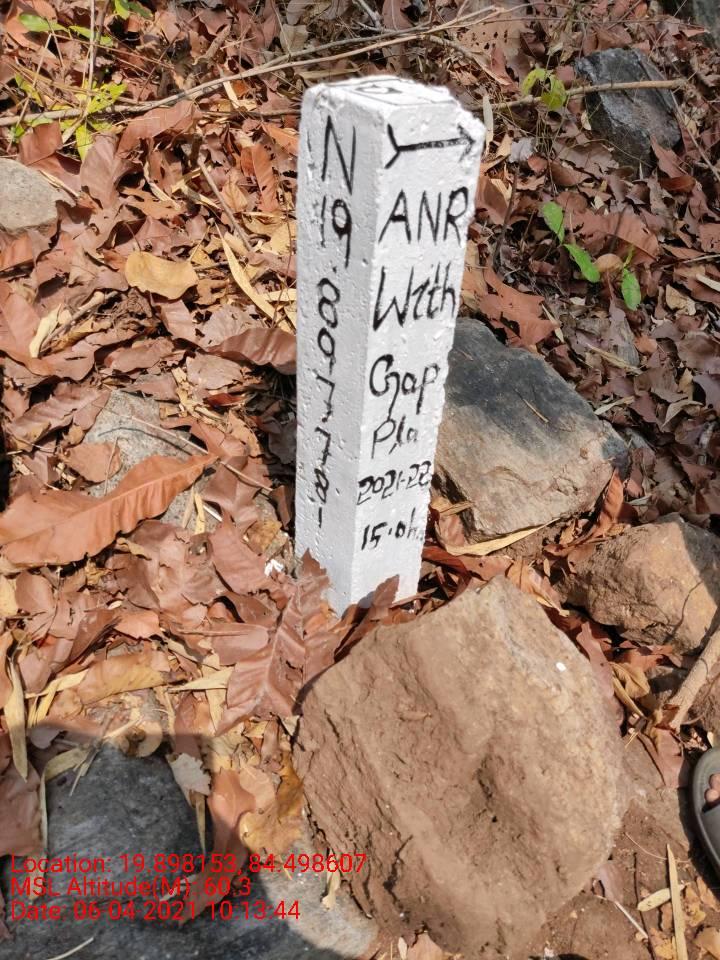 N
19
ANR
With
Gap
Pla
2021-22
15.0h
Location: 19.898153, 84.498607
MSL Altitude(M): 60.3
Date: 06-04-2021 10:13:44